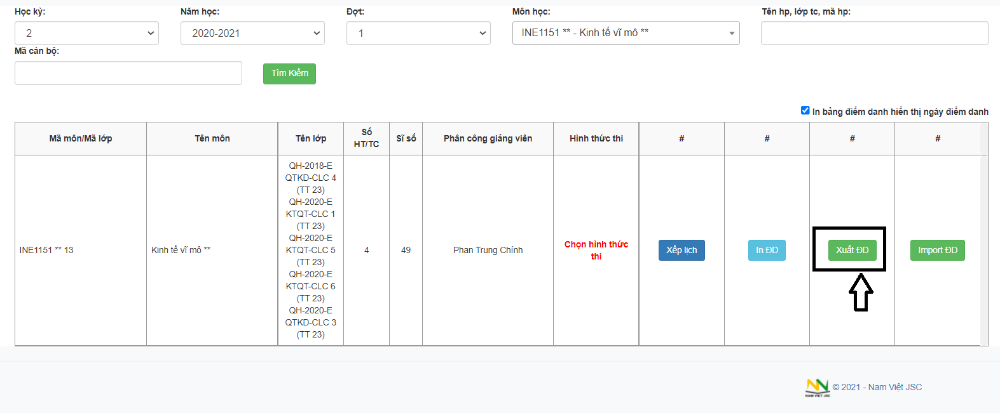 Học kỳ:
Năm học:
Đợt:
Môn học:
Tên hp, lớp tc, mã hp:
2
2020-2021
1
INE1151 ** - Kinh tế vĩ mô **
Mã cán bộ:
Tìm Kiếm
In bảng điểm danh hiển thị ngày điểm danh
Mã môn/Mã lớp
Tên môn
Tên lớp
Số
HT/TC
Sĩ số
Phân công giảng viên
Hình thức thi
#
#
#
#
INE1151 ** 13
Kinh tế vĩ mô **
QH-2018-E
QTKD-CLC 4
(TT 23)
QH-2020-E
KTQT-CLC 1
(TT 23)
QH-2020-E
KTQT-CLC 5
(TT 23)
QH-2020-E
KTQT-CLC 6
(TT 23)
QH-2020-E
QTKD-CLC 3
(TT 23)
4
49
Phan Trung Chính
Chọn hình thức
thi
Xếp lịch
In ĐD
Xuất ĐD
Import ĐD
NAM VIET JSC
© 2021 - Nam Việt JSC